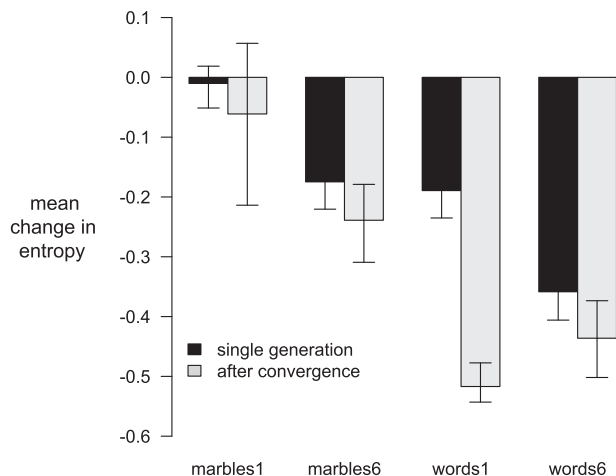 0.1
0.0
-0.1
-0.2
-0.3
-0.4
-0.5
-0.6
mean
change in
entropy
single generation
after convergence
marbles1 marbles6 words1 words6